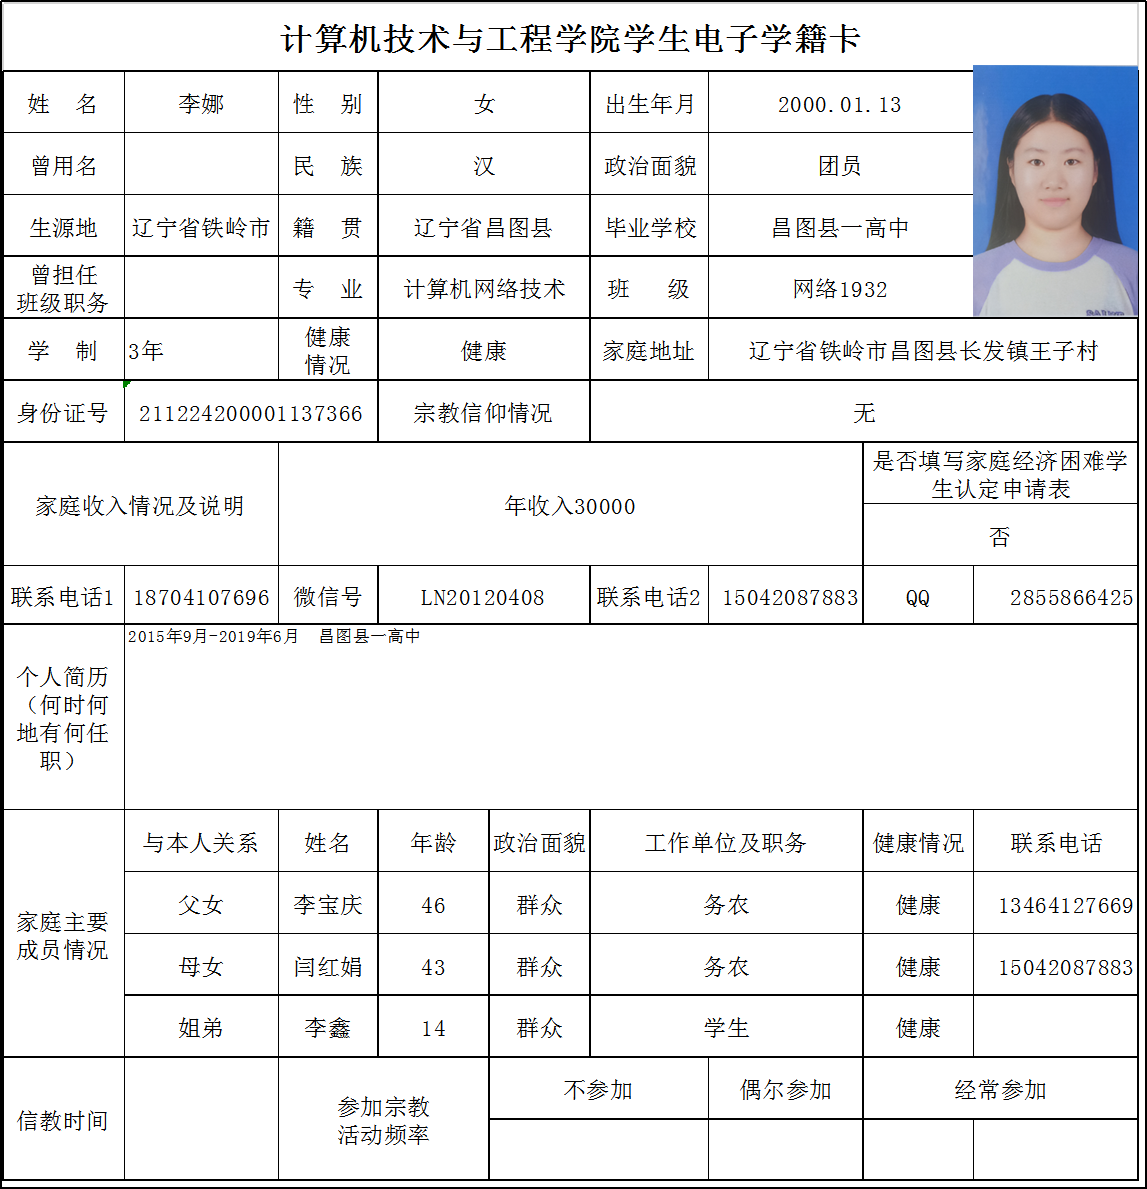 计算机技术与工程学院学生电子学籍卡
姓 名 李娜 性 别 女 出生年月 2000.01.13
曾用名 民 族 汉 政治面貌 团员
生源地 辽宁省铁岭市 籍 贯 辽宁省昌图县 毕业学校 昌图县一高中
曾担任
班级职务 专 业 计算机网络技术 班 级 网络1932
学 制 3年 健康
情况 健康 家庭地址 辽宁省铁岭市昌图县长发镇王子村
身份证号 211224200001137366 宗教信仰情况 无
家庭收入情况及说明 年收入30000 是否填写家庭经济困难学
生认定申请表
否
联系电话1 18704107696 微信号 LN20120408 联系电话2 15042087883 QQ 2855866425
个人简历
（何时何
地有何任
职）
2015年9月-2019年6月 昌图县一高中
家庭主要
成员情况
与本人关系 姓名 年龄 政治面貌 工作单位及职务 健康情况 联系电话
父女 李宝庆 46 群众 务农 健康 13464127669
母女 闫红娟 43 群众 务农 健康 15042087883
姐弟 李鑫 14 群众 学生 健康
信教时间 参加宗教
活动频率 不参加 偶尔参加 经常参加